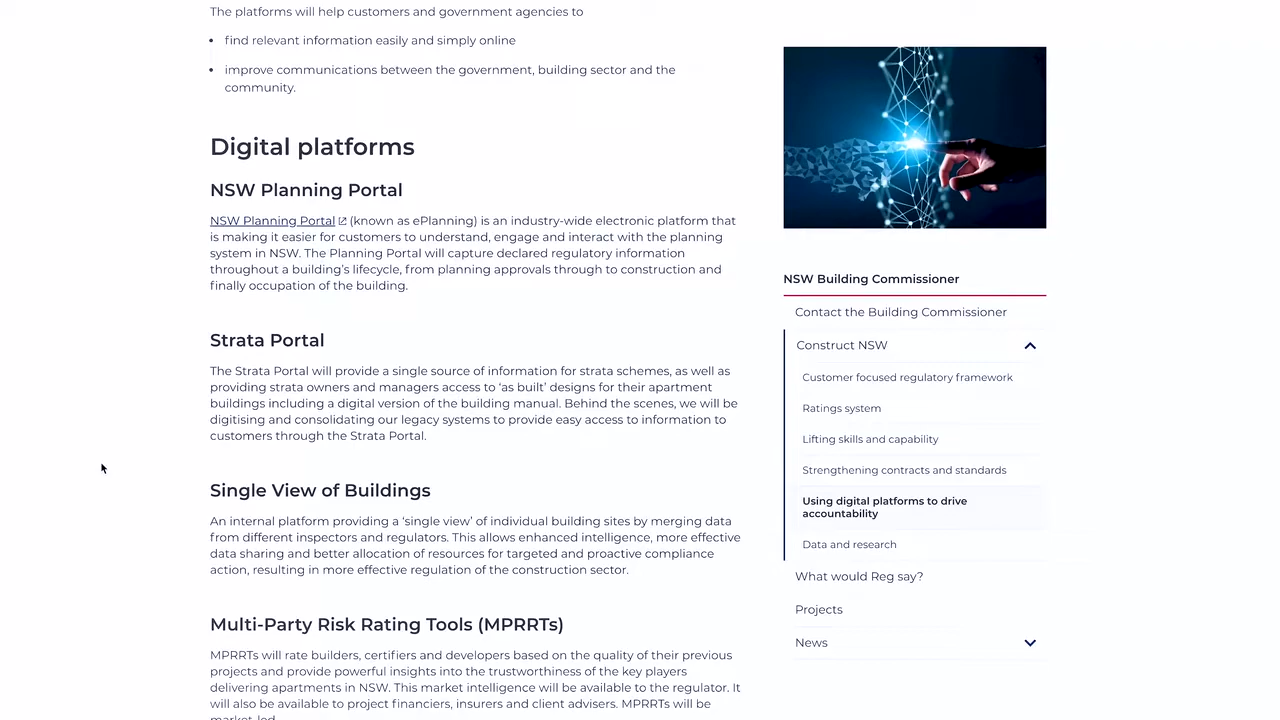 The platforms will help customers and government agencies to
• find relevant information easily and simply online
• improve communications between the government, building sector and the
community.
Digital platforms
NSW Planning Portal
NSW Planning Portal (known as ePlanning) is an industry-wide electronic platform that
is making it easier for customers to understand, engage and interact with the planning
system in NSW. The Planning Portal will capture declared regulatory information
throughout a building's lifecycle, from planning approvals through to construction and
finally occupation of the building.
Strata Portal
The Strata Portal will provide a single source of information for strata schemes, as well as
providing strata owners and managers access to ‘as built’ designs for their apartment
buildings including a digital version of the building manual. Behind the scenes, we will be
digitising and consolidating our legacy systems to provide easy access to information to
customers through the Strata Portal.
Single View of Buildings
An internal platform providing a ‘single view’ of individual building sites by merging data
from different inspectors and regulators. This allows enhanced intelligence, more effective
data sharing and better allocation of resources for targeted and proactive compliance
action, resulting in more effective regulation of the construction sector.
Multi-Party Risk Rating Tools (MPRRTs)
MPRRTs will rate builders, certifiers and developers based on the quality of their previous
projects and provide powerful insights into the trustworthiness of the key players
delivering apartments in NSW. This market intelligence will be available to the regulator. It
will also be available to project financiers, insurers and client advisers. MPRRTs will be
market-led
NSW Building Commissioner
Contact the Building Commissioner
Construct NSW
Customer focused regulatory framework
Ratings system
Lifting skills and capability
Strengthening contracts and standards
Using digital platforms to drive
accountability
Data and research
What would Reg say?
Projects
News